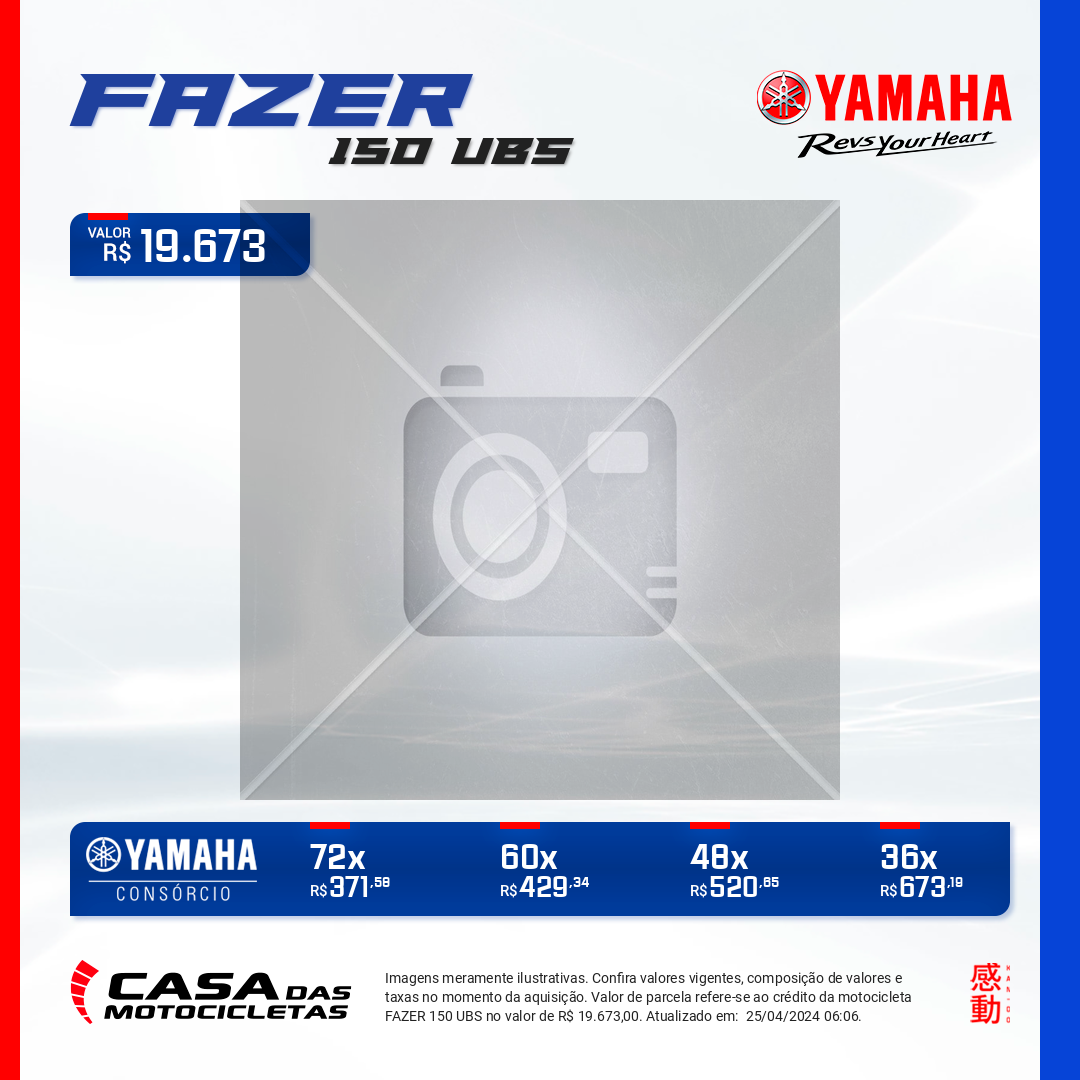 FAZER
150 UBS
YAMAHA
Revs Your Heart
VALOR
R$ 19.673
YAMAHA
CONSÓRCIO
72x
R$ 371,58
60x
R$ 429,34
48x
R$ 520,65
36x
R$ 673,19
CASA DAS
MOTOCICLETAS
Imagens meramente ilustrativas. Confira valores vigentes, composição de valores e
taxas no momento da aquisição. Valor de parcela refere-se ao crédito da motocicleta
FAZER 150 UBS no valor de R$ 19.673,00. Atualizado em: 25/04/2024 06:06.
感動